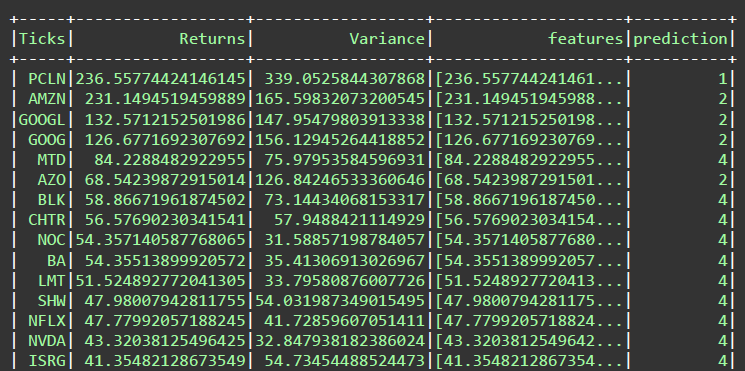 +-----+------------------+------------------+--------------------+----------+
|Ticks|           Returns|          Variance|            features|prediction|
+-----+------------------+------------------+--------------------+----------+
| PCLN|236.55774424146145| 339.0525844307868|[236.557744241461...|         1|
| AMZN| 231.1494519459889|165.59832073200545|[231.149451945988...|         2|
|GOOGL| 132.5712152501986|147.95479803913338|[132.571215250198...|         2|
| GOOG| 126.6771692307692|156.12945264418852|[126.677169230769...|         2|
|  MTD|  84.2288482922955| 75.97953584596931|[84.2288482922955...|         4|
|  AZO| 68.54239872915014|126.84246533360646|[68.5423987291501...|         2|
|  BLK| 58.86671961874502| 73.14434068153317|[58.8667196187450...|         4|
| CHTR| 56.57690230341541|  57.9488421114929|[56.5769023034154...|         4|
|  NOC|54.357140587768065| 31.58857198784057|[54.3571405877680...|         4|
|   BA| 54.35513899920572| 35.41306913026967|[54.3551389992057...|         4|
|  LMT|51.524892772041305| 33.79580876007726|[51.5248927720413...|         4|
|  SHW| 47.98007942811755|54.031987349015495|[47.9800794281175...|         4|
| NFLX| 47.77992057188245| 41.72859607051411|[47.7799205718824...|         4|
| NVDA| 43.32038125496425|32.847938182386024|[43.3203812549642...|         4|
| ISRG| 41.35482128673549| 54.73454488524473|[41.3548212867354...|         4|